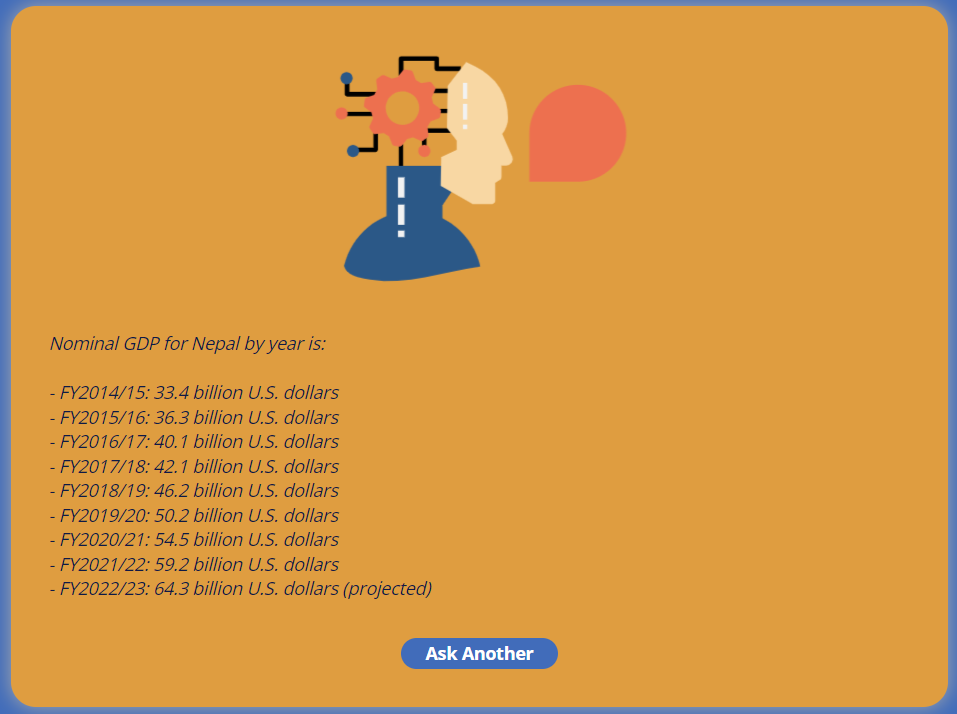 Nominal GDP for Nepal by year is:
- FY2014/15: 33.4 billion U.S. dollars
- FY2015/16: 36.3 billion U.S. dollars
- FY2016/17: 40.1 billion U.S. dollars
- FY2017/18: 42.1 billion U.S. dollars
- FY2018/19: 46.2 billion U.S. dollars
- FY2019/20: 50.2 billion U.S. dollars
- FY2020/21: 54.5 billion U.S. dollars
- FY2021/22: 59.2 billion U.S. dollars
- FY2022/23: 64.3 billion U.S. dollars (projected)
Ask Another